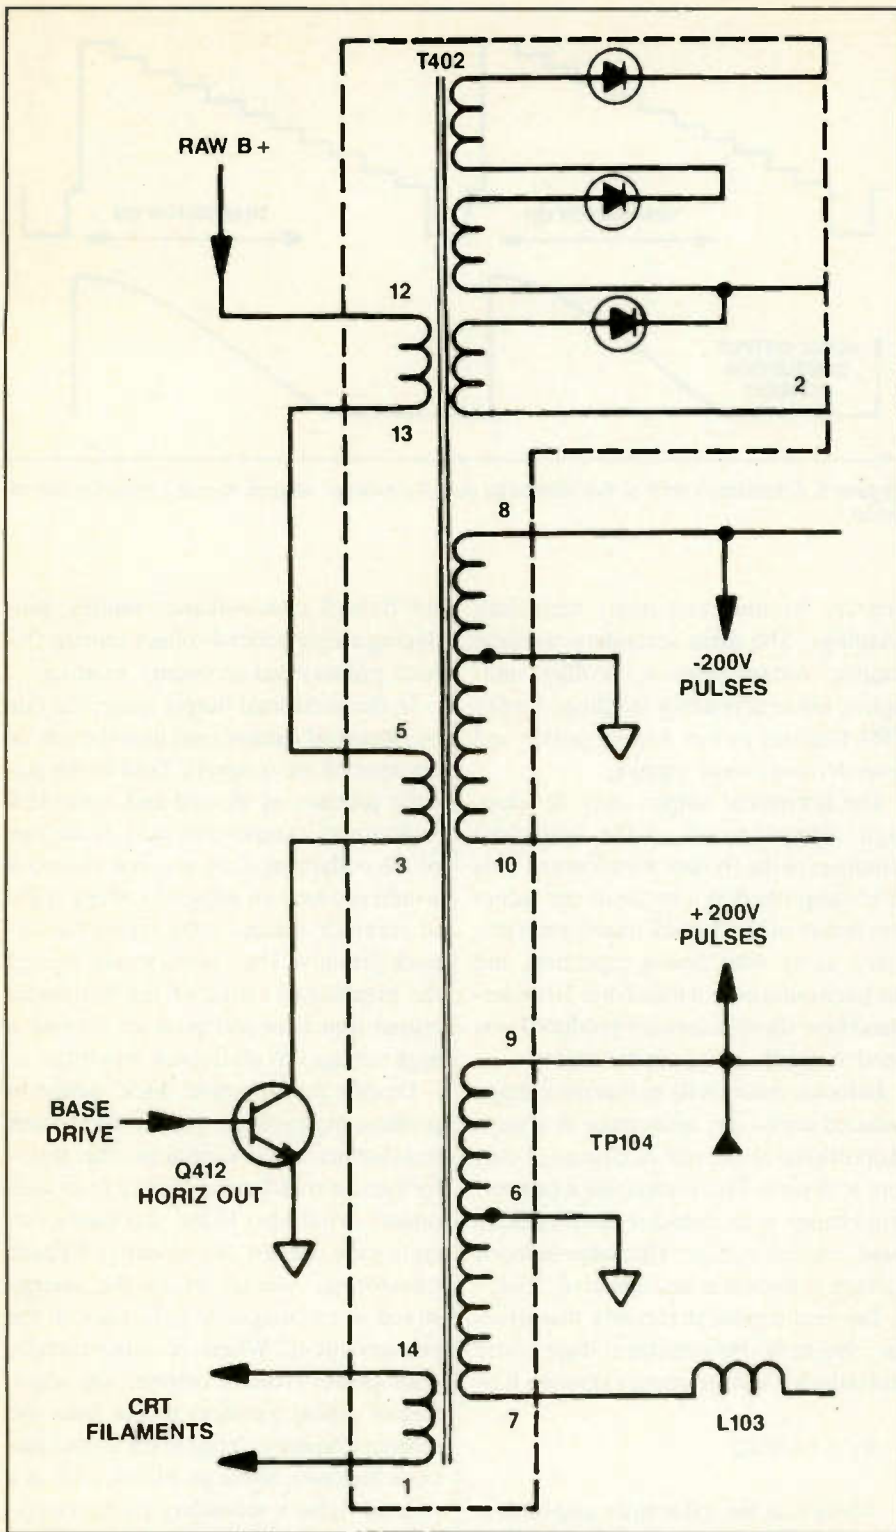 T402
RAW B +
12
13
2
8
5
3
10
-200V
PULSES
+ 200V
PULSES
9
TP104
6
BASE
DRIVE
Q412
HORIZ OUT
14
CRT
FILAMENTS
1
7
L103